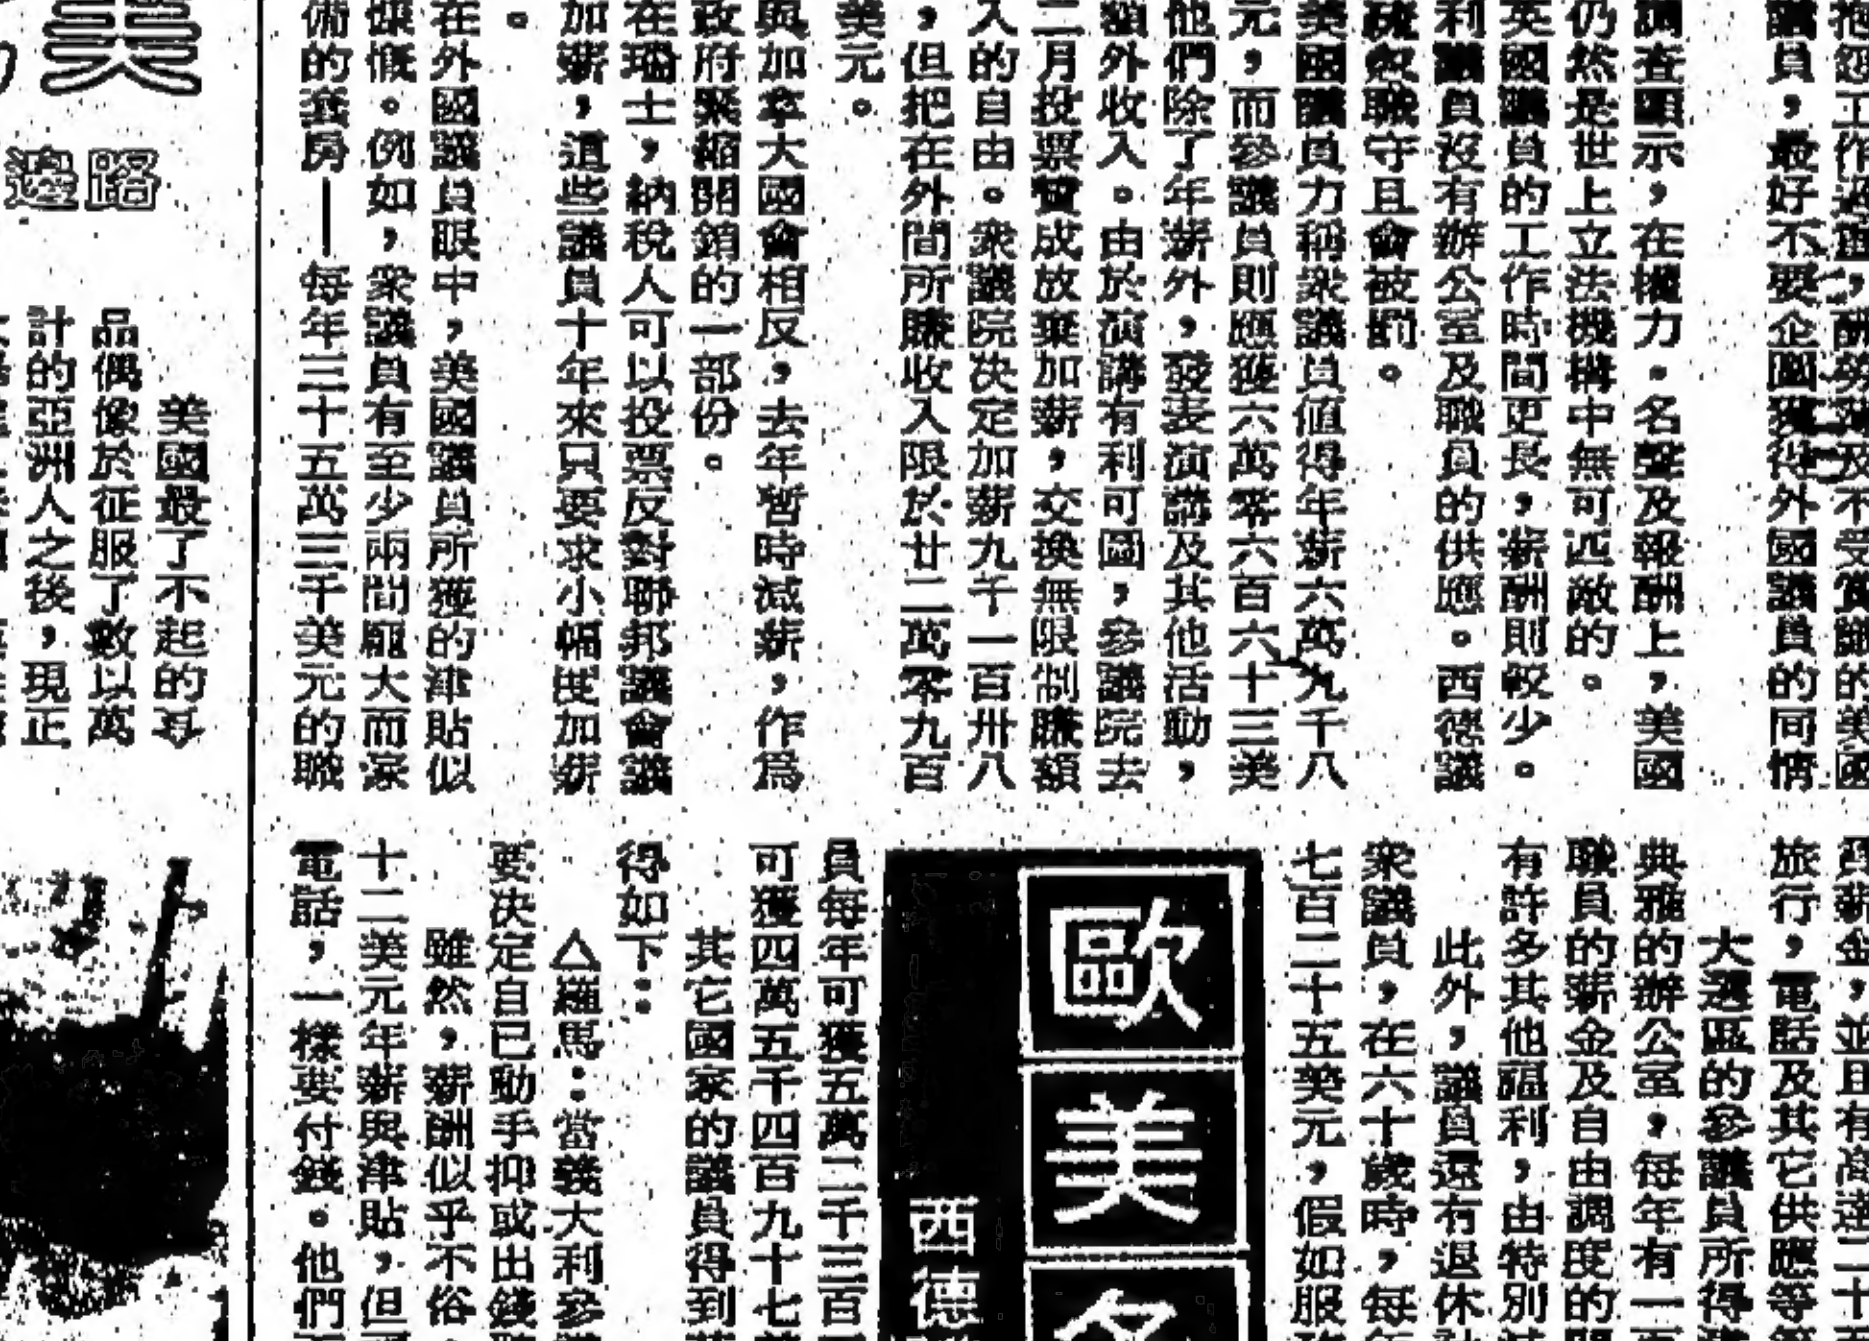 議員，最好不要企圖獲得外國議員的同情
調查顯示，在權力．名聲及報酬上，美國
仍然是世上立法機構中無可匹敵的。
英國議員的工作時間更長，薪酬則較少。
利議員沒有辦公室及職員的供應。西德議
職守且會被罰。
美國議員力稱衆議員值得年薪六萬九千八
元，而參議員則應獲六萬零六百六十三美
他們除了年薪外，發表演講及其他活動，
額外收入。由於演講有利可圖，參議院去
二月投票贊成放棄加薪，交換無限制賺額
入的自由。衆議院決定加薪九千一百卅八
，但把在外間所賺收入限於廿二萬零九百
美元。
與加拿大國會相反，去年暫時減薪，作爲
政府緊縮開銷的一部份。
在瑞士，納稅人可以投票反對聯邦議會議
加薪，這些議員十年來只要求小幅度加薪
。
在外國議員眼中，美國議員所獲的津貼似
慷慨。例如，衆議員有至少兩間龐大而傢
備的套房——每年三十五萬三千美元的職
員薪金，並且有高達二十
旅行，電話及其它供應等
大選區的參議員所得
典雅的辦公室，每年有一
職員的薪金及自由調度的
有許多其他福利，由特別
此外，議員還有退休
衆議員，在六十歲時，每
七百二十五美元，假如服
歐美
西德
員每年可獲五萬二千三百
可獲四萬五千四百九十七
其它國家的議員得到
得如下：
△羅馬：當義大利參
要決定自己動手抑或出錢
雖然，薪酬似乎不俗
十二美元年薪與津貼，但
電話，一樣要付錢。他們
美
路邊
美國最了不起的
品偶像於征服了數以萬
計的亞洲人之後，現正